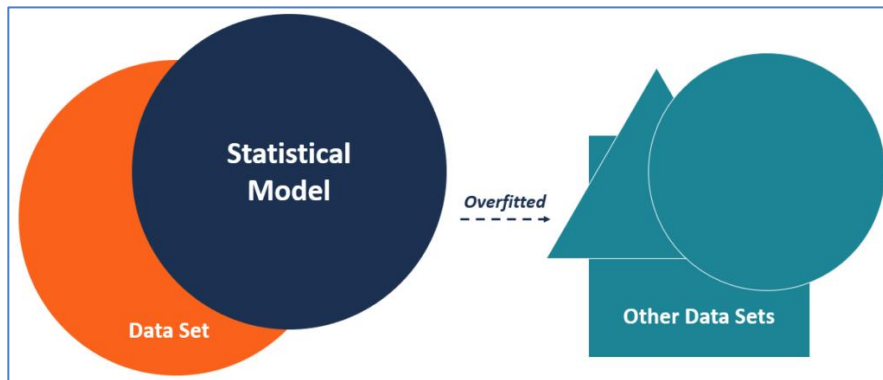 Statistical
Model
Data Set
Overfitted
Other Data Sets